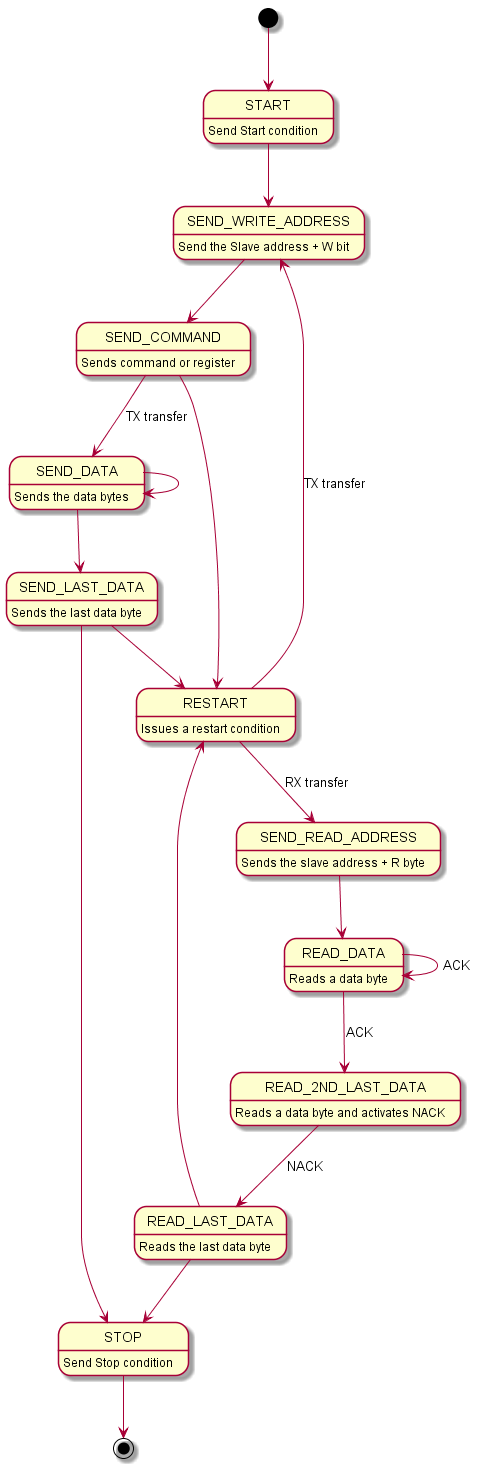 START
Send Start condition
SEND_WRITE_ADDRESS
Send the Slave address + W bit
SEND_COMMAND
Sends command or register
TX transfer
SEND_DATA
Sends the data bytes
TX transfer
SEND_LAST_DATA
Sends the last data byte
RESTART
Issues a restart condition
RX transfer
SEND_READ_ADDRESS
Sends the slave address + R byte
READ_DATA
Reads a data byte
ACK
ACK
READ_2ND_LAST_DATA
Reads a data byte and activates NACK
NACK
READ_LAST_DATA
Reads the last data byte
STOP
Send Stop condition